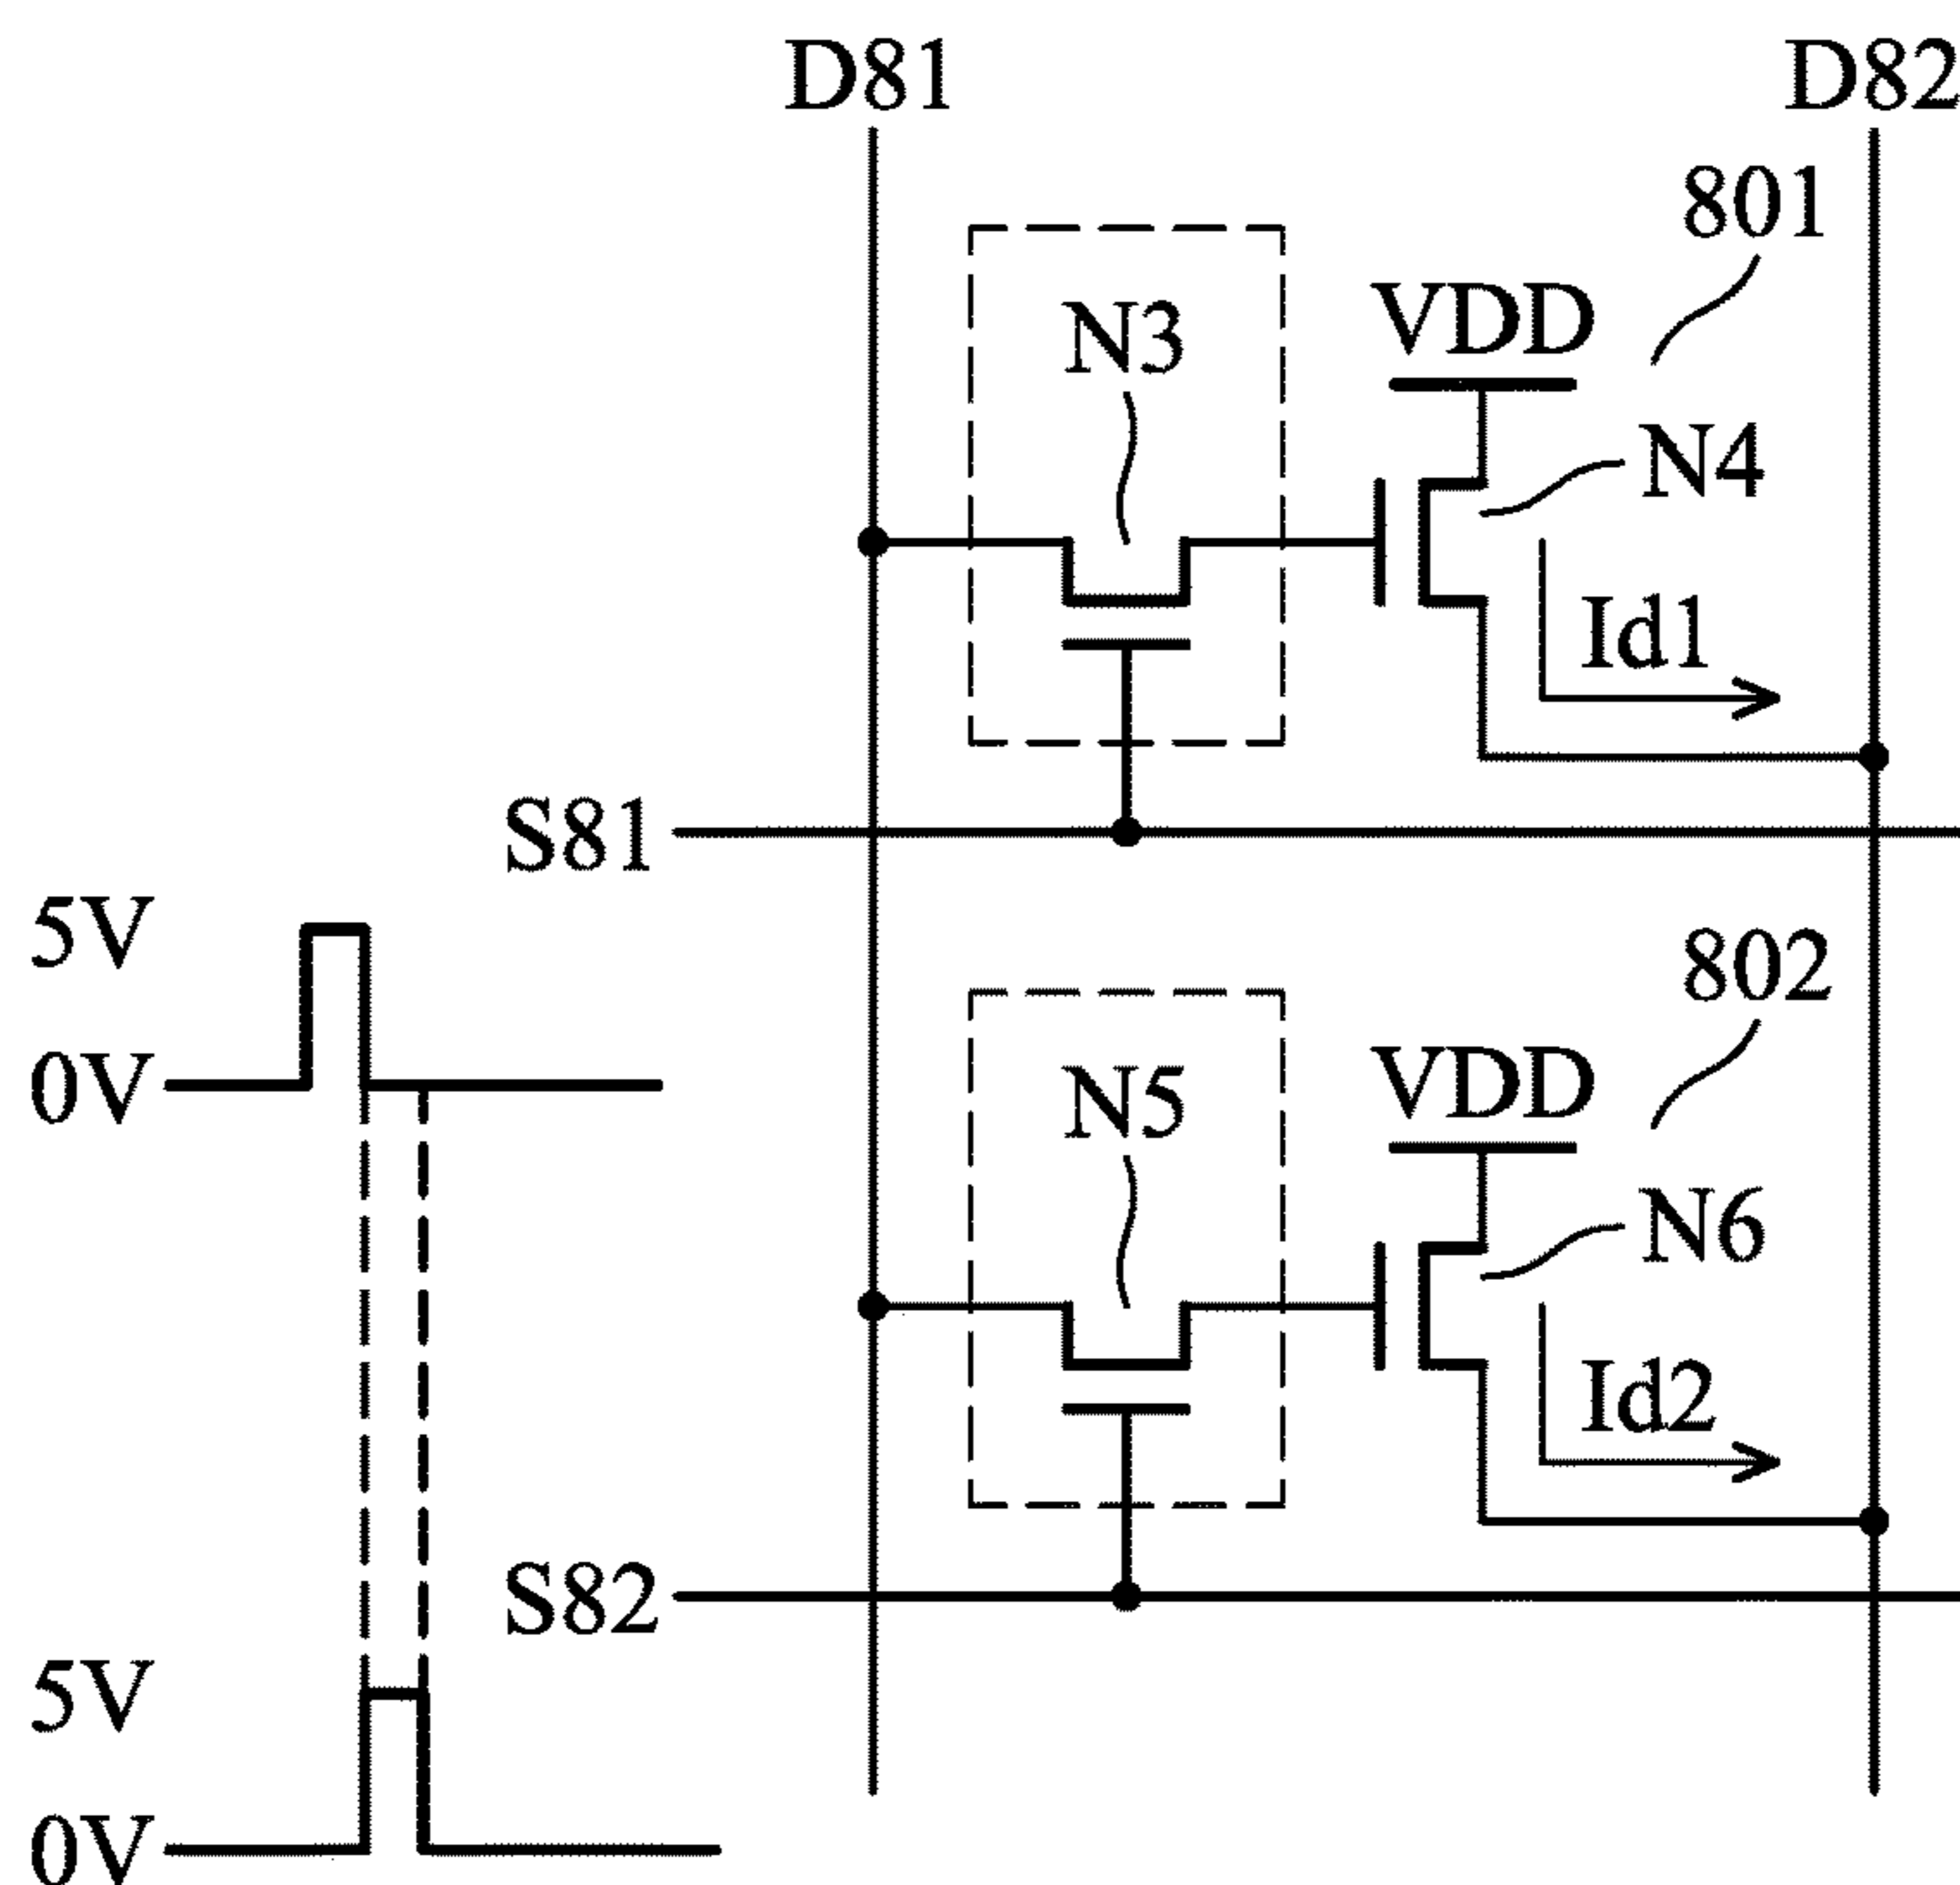 D81 D82
801
N3 VDD
N4
Id1
S81
5V
802
0V N5 VDD
N6
Id2
S82
5V
0V